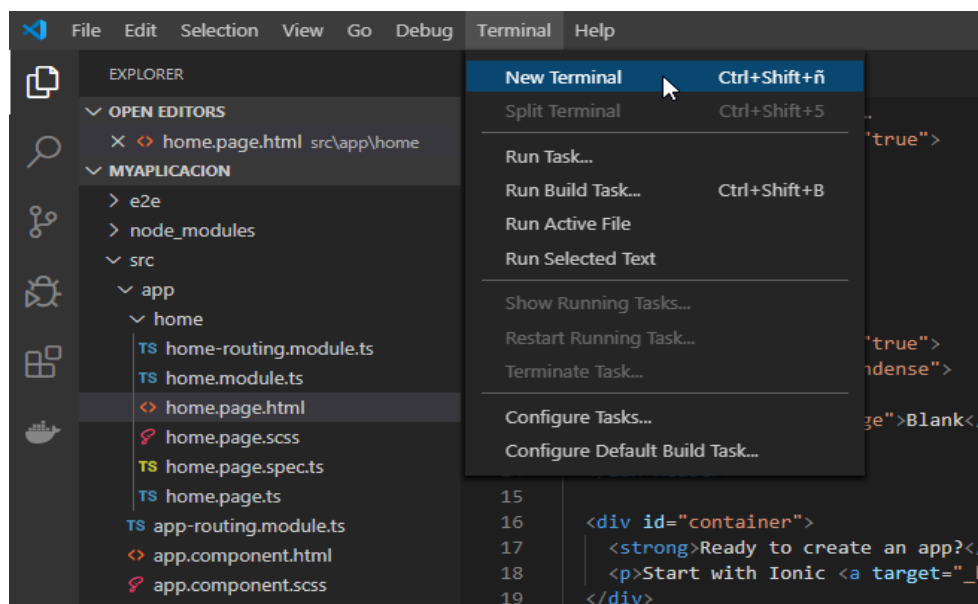 File Edit Selection View Go Debug Terminal Help
EXPLORER
OPEN EDITORS
home.page.html src\app\home
MYAPLICACION
e2e
node_modules
src
app
home
TS home-routing.module.ts
TS home.module.ts
<> home.page.html
home.page.scss
TS home.page.spec.ts
TS home.page.ts
TS app-routing.module.ts
<> app.component.html
app.component.scss
New Terminal Ctrl+Shift+ñ
Split Terminal Ctrl+Shift+5
Run Task...
Run Build Task... Ctrl+Shift+B
Run Active File
Run Selected Text
Show Running Tasks...
Restart Running Task...
Terminate Task...
Configure Tasks...
Configure Default Build Task...
"true">
"true">
ndense">
ge">Blank<
15
16 <div id="container">
17 <strong>Ready to create an app?<
18 <p>Start with Ionic <a target="_
19 </div>